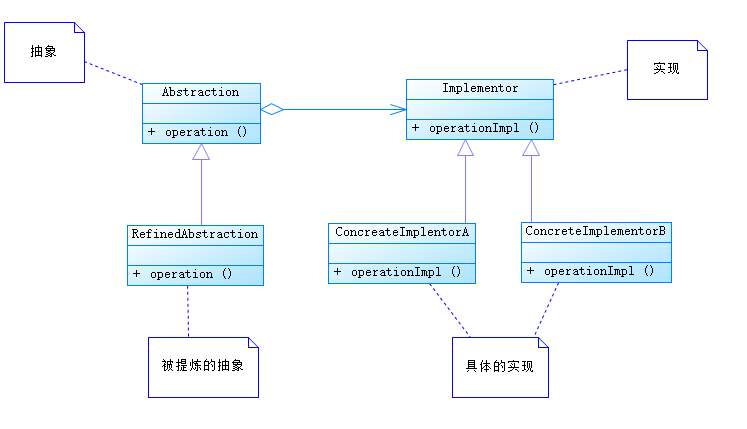 抽象
实现
Abstraction
+ operation ()
Implementor
+ operationImpl ()
RefinedAbstraction
+ operation ()
ConcreateImplentorA
+ operationImpl ()
ConcreteImplementorB
+ operationImpl ()
被提炼的抽象
具体的实现